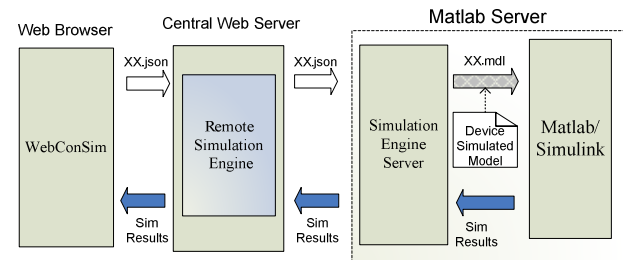 Web Browser
Central Web Server
Matlab Server
WebConSim
XX.json
Remote
Simulation
Engine
XX.json
Simulation
Engine
Server
XX.mdl
Device
Simulated
Model
Matlab/
Simulink
Sim
Results
Sim
Results
Sim
Results